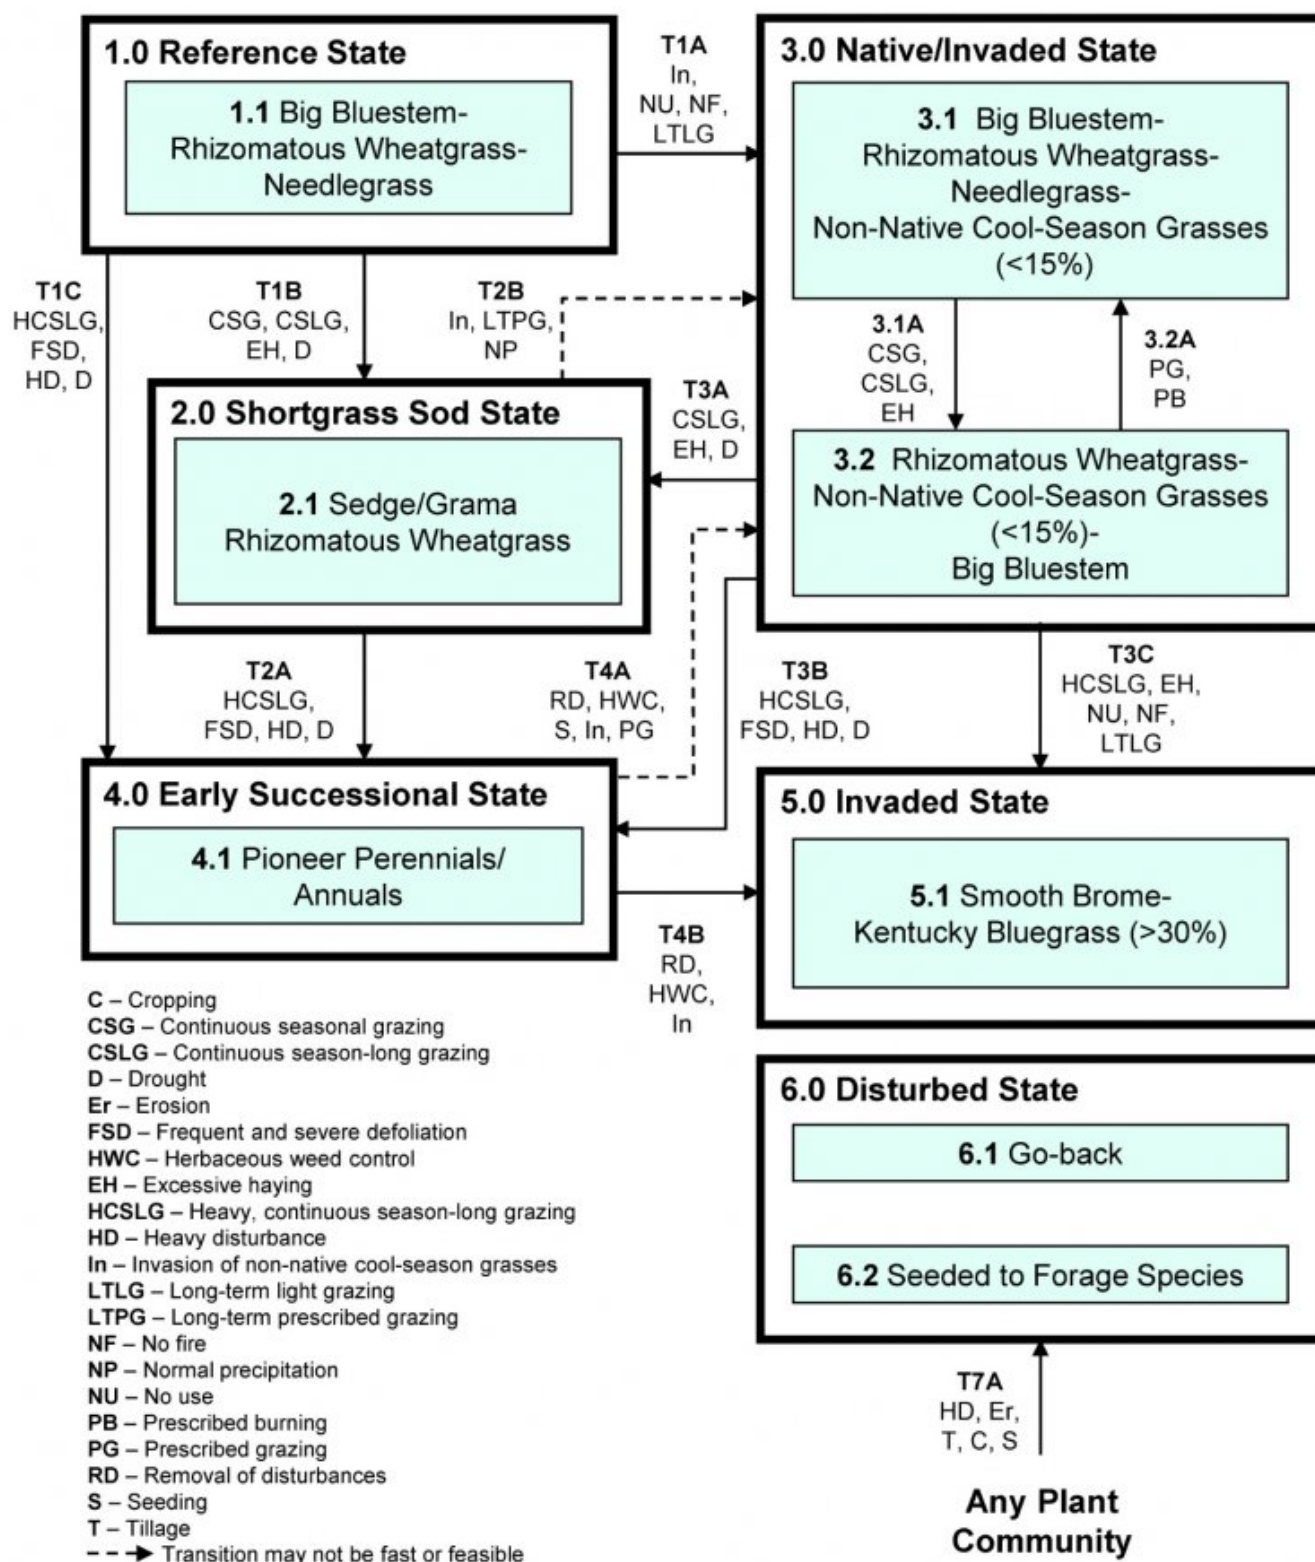 1.0 Reference State
1.1 Big Bluestem-
Rhizomatous Wheatgrass-
Needlegrass
T1A
In,
NU, NF,
LTLG
3.0 Native/Invaded State
3.1 Big Bluestem-
Rhizomatous Wheatgrass-
Needlegrass-
Non-Native Cool-Season Grasses
(<15%)
T1C
HCSLG,
FSD,
HD, D
T1B
CSG, CSLG,
EH, D
T2B
In, LTPG,
NP
3.1A
CSG,
CSLG,
EH
3.2A
PG,
PB
2.0 Shortgrass Sod State
2.1 Sedge/Grama
Rhizomatous Wheatgrass
T3A
CSLG,
EH, D
3.2 Rhizomatous Wheatgrass-
Non-Native Cool-Season Grasses
(<15%)-
Big Bluestem
T2A
HCSLG,
FSD, HD, D
T4A
RD, HWC,
S, In, PG
T3B
HCSLG,
FSD, HD, D
T3C
HCSLG, EH,
NU, NF,
LTLG
4.0 Early Successional State
4.1 Pioneer Perennials/
Annuals
T4B
RD,
HWC,
In
5.0 Invaded State
5.1 Smooth Brome-
Kentucky Bluegrass (>30%)
6.0 Disturbed State
6.1 Go-back
6.2 Seeded to Forage Species
T7A
HD, Er,
T, C, S
Any Plant
Community
C – Cropping
CSG – Continuous seasonal grazing
CSLG – Continuous season-long grazing
D – Drought
Er – Erosion
FSD – Frequent and severe defoliation
HWC – Herbaceous weed control
EH – Excessive haying
HCSLG – Heavy, continuous season-long grazing
HD – Heavy disturbance
In – Invasion of non-native cool-season grasses
LTLG – Long-term light grazing
LTPG – Long-term prescribed grazing
NF – No fire
NP – Normal precipitation
NU – No use
PB – Prescribed burning
PG – Prescribed grazing
RD – Removal of disturbances
S – Seeding
T – Tillage
Transition may not be fast or feasible